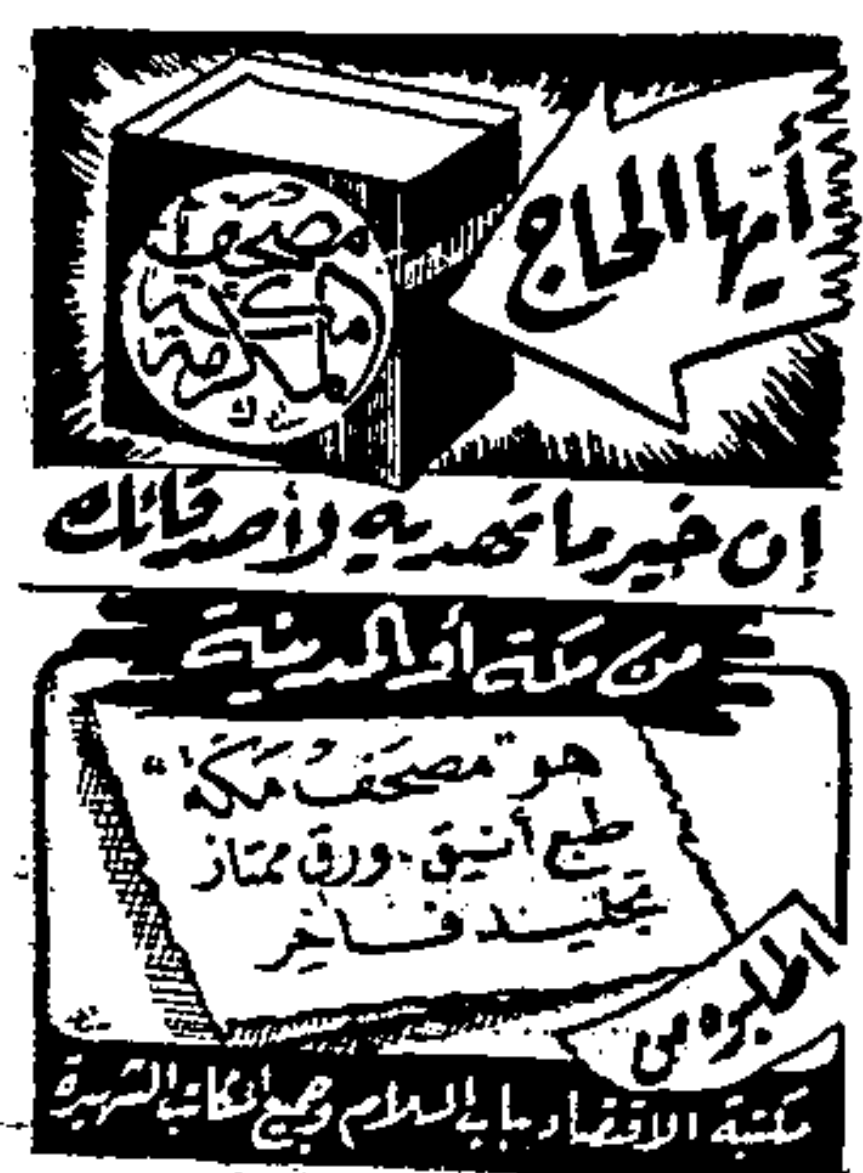 أيها الحاج
مصحف
مكة المكرمة
إن خير ما تهديه لأصدقائك
من مكة أو المدينة
هو "مصحف مكة"
طبع أنيق . ورق ممتاز
تجليد فاخر
اطلبوه من
مكتبة الاقتصاد بباب السلام وجميع المكاتب الشهيرة